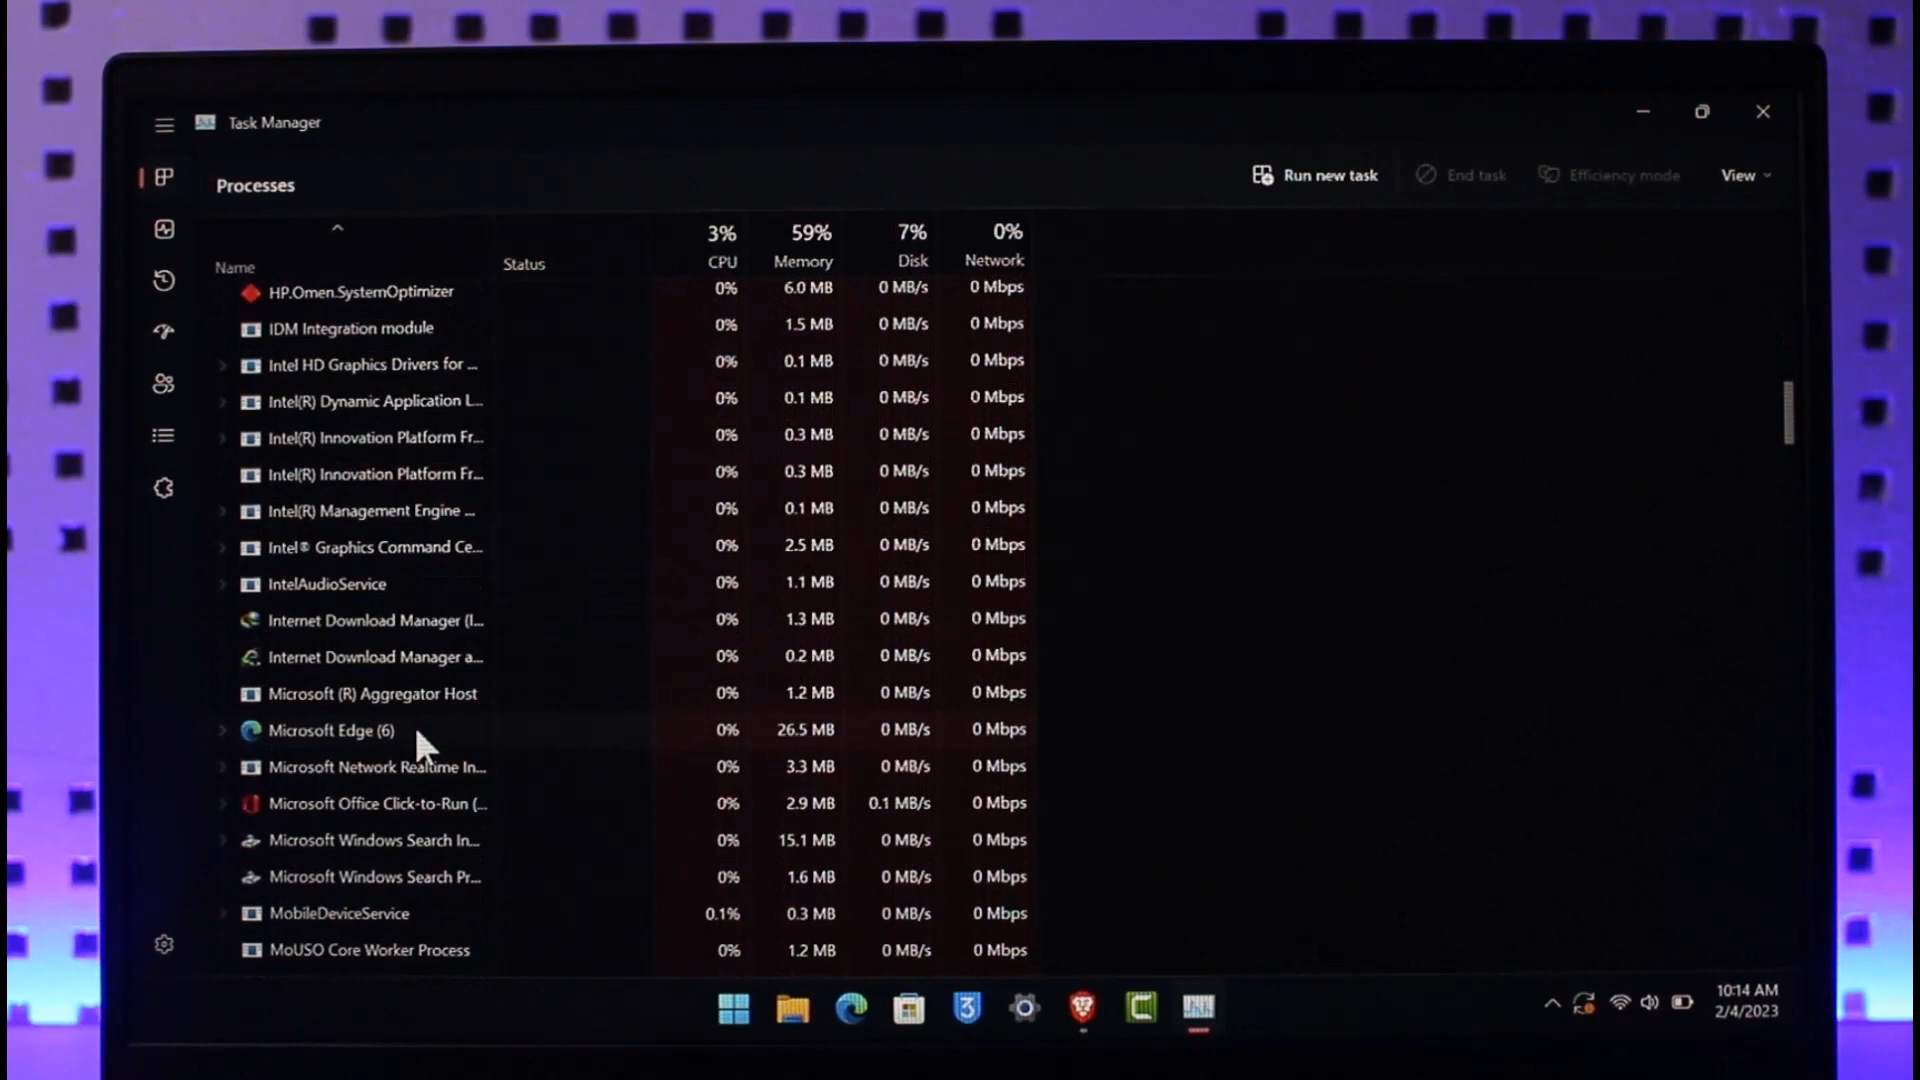 Task Manager
Processes
Run new task
End task
Efficiency mode
View
3% 59% 7% 0%
Name Status CPU Memory Disk Network
HP.Omen.SystemOptimizer 0% 6.0 MB 0 MB/s 0 Mbps
IDM Integration module 0% 1.5 MB 0 MB/s 0 Mbps
Intel HD Graphics Drivers for ... 0% 0.1 MB 0 MB/s 0 Mbps
Intel(R) Dynamic Application L... 0% 0.1 MB 0 MB/s 0 Mbps
Intel(R) Innovation Platform Fr... 0% 0.3 MB 0 MB/s 0 Mbps
Intel(R) Innovation Platform Fr... 0% 0.3 MB 0 MB/s 0 Mbps
Intel(R) Management Engine ... 0% 0.1 MB 0 MB/s 0 Mbps
Intel® Graphics Command Ce... 0% 2.5 MB 0 MB/s 0 Mbps
IntelAudioService 0% 1.1 MB 0 MB/s 0 Mbps
Internet Download Manager (I... 0% 1.3 MB 0 MB/s 0 Mbps
Internet Download Manager a... 0% 0.2 MB 0 MB/s 0 Mbps
Microsoft (R) Aggregator Host 0% 1.2 MB 0 MB/s 0 Mbps
Microsoft Edge (6) 0% 26.5 MB 0 MB/s 0 Mbps
Microsoft Network Realtime In... 0% 3.3 MB 0 MB/s 0 Mbps
Microsoft Office Click-to-Run (... 0% 2.9 MB 0.1 MB/s 0 Mbps
Microsoft Windows Search In... 0% 15.1 MB 0 MB/s 0 Mbps
Microsoft Windows Search Pr... 0% 1.6 MB 0 MB/s 0 Mbps
MobileDeviceService 0.1% 0.3 MB 0 MB/s 0 Mbps
MoUSO Core Worker Process 0% 1.2 MB 0 MB/s 0 Mbps
3
10:14 AM
2/4/2023